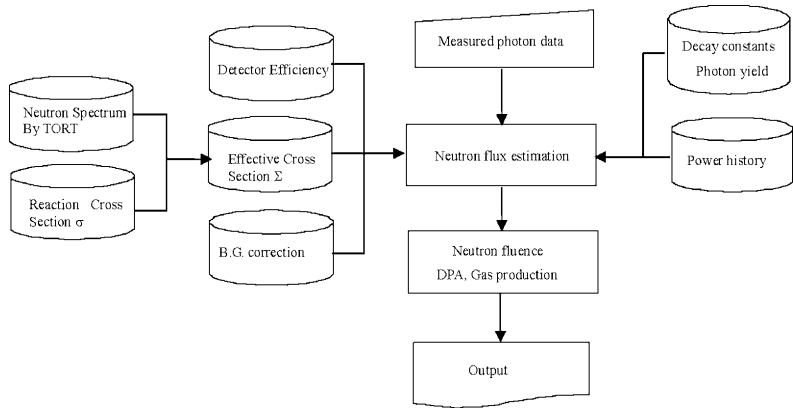 Measured photon data
Decay constants
Photon yield
Detector Efficiency
Neutron Spectrum
By TORT
Effective Cross
Section Σ
Neutron flux estimation
Power history
Reaction Cross
Section σ
B.G. correction
Neutron fluence
DPA, Gas production
Output